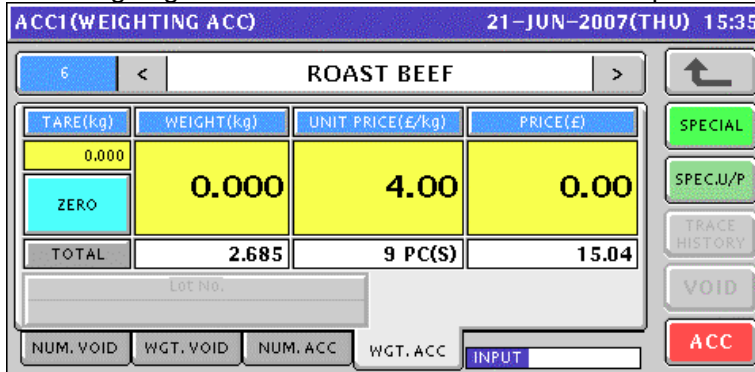 ACC1(WEIGHTING ACC) 21-JUN-2007(THU) 15:35
6 < ROAST BEEF >
TARE(kg) WEIGHT(kg) UNIT PRICE(£/kg) PRICE(£) SPECIAL
0.000
ZERO 0.000 4.00 0.00 SPEC.U/P
TRACE
HISTORY
TOTAL 2.685 9 PC(S) 15.04
Lot No. VOID
NUM. VOID WGT. VOID NUM. ACC WGT. ACC INPUT ACC